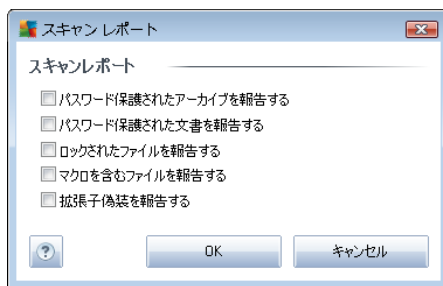 スキャン レポート
スキャンレポート
パスワード保護されたアーカイブを報告する
パスワード保護された文書を報告する
ロックされたファイルを報告する
マクロを含むファイルを報告する
拡張子偽装を報告する
?
OK
キャンセル